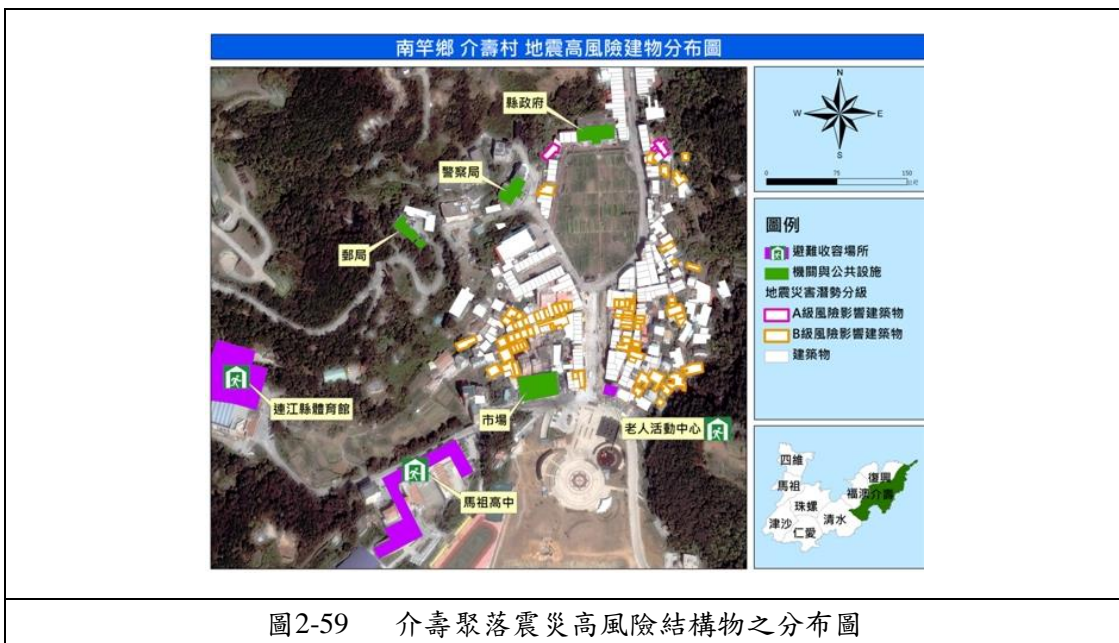 南竿鄉 介壽村 地震高風險建物分布圖
縣政府
警察局
郵局
連江縣體育館
市場
老人活動中心
馬祖高中
N
W
E
S
0 75 150
公尺
圖例
避難收容場所
機關與公共設施
地震災害潛勢分級
A級風險影響建築物
B級風險影響建築物
建築物
四維
復興
馬祖
福澳
介壽
珠螺
清水
津沙
仁愛
圖2-59 介壽聚落震災高風險結構物之分布圖